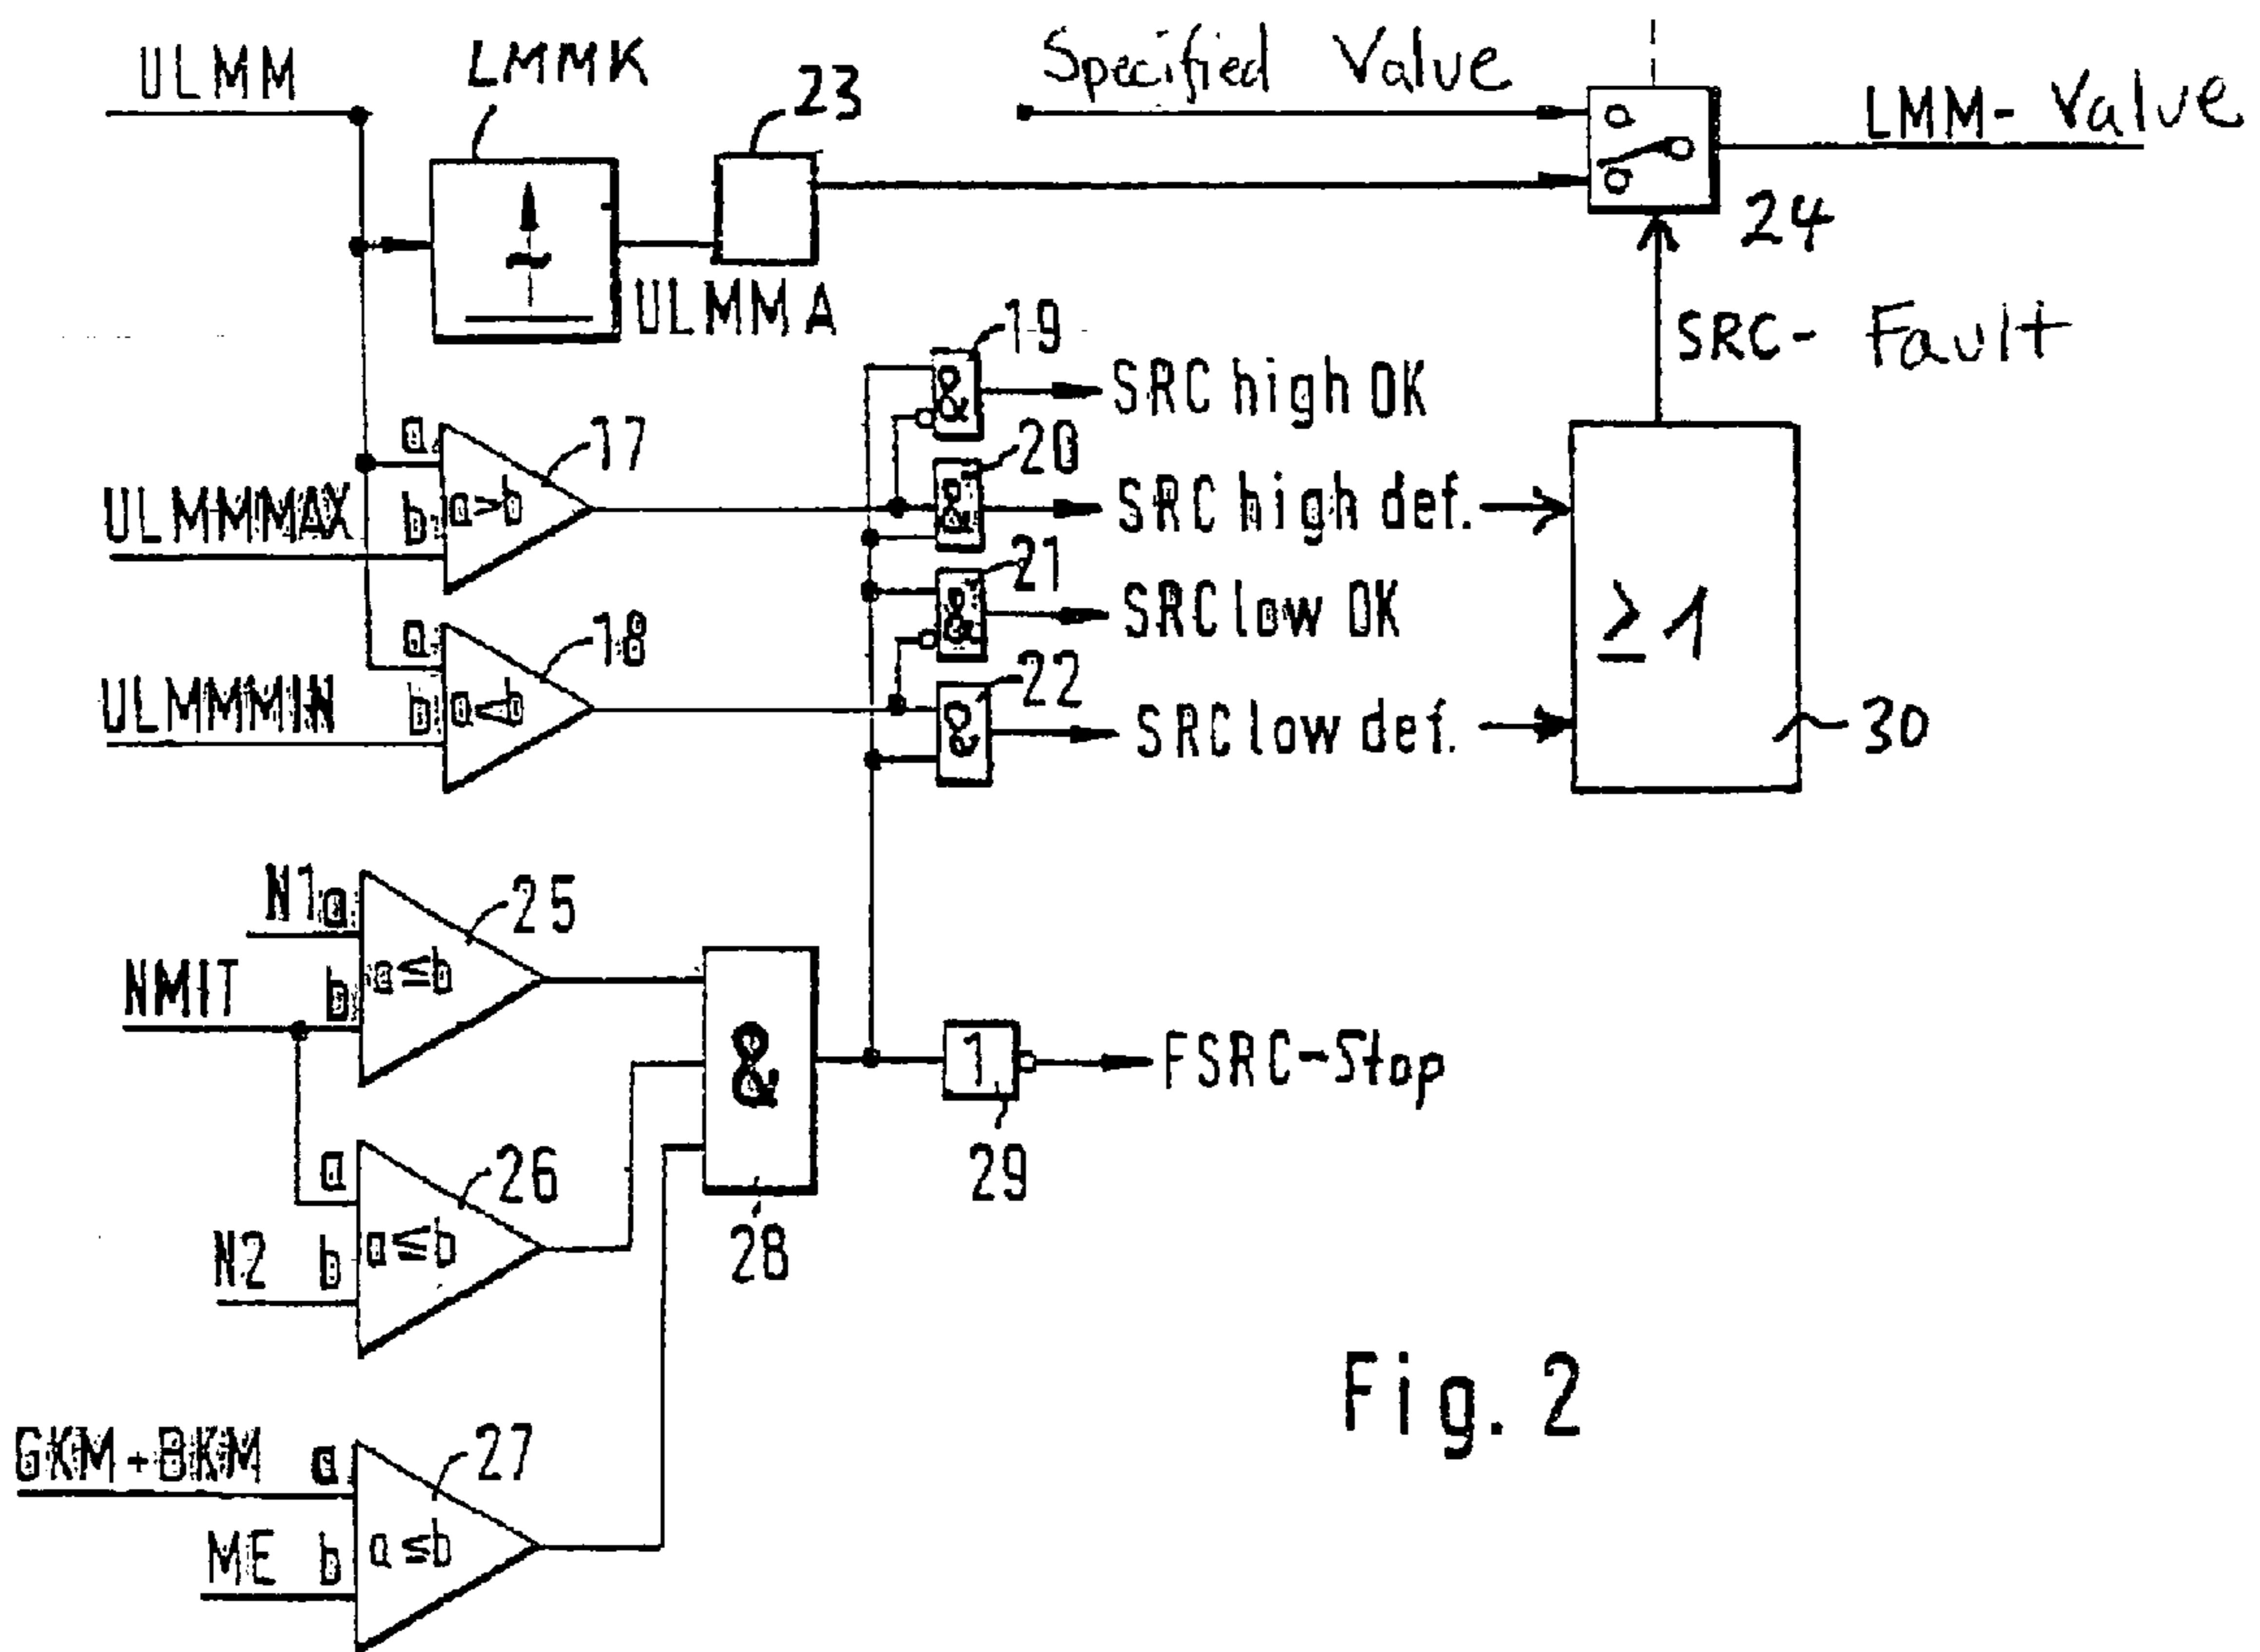 ULMM
LMMK
23
Specified Value
LMM- Value
24
ULMMA
SRC- Fault
19
SRC high OK
a
17
20
ULMMMAX
b
a>b
&
SRC high def.
21
&
SRC low OK
≥1
a
18
22
ULMMMIN
b
a<b
&
SRC low def.
30
&
N1
a
25
NMIT
b
a≤b
&
1
FSRC-Stop
29
a
26
28
N2
b
a≤b
Fig. 2
GKM+BKM
a
27
ME
b
a≤b